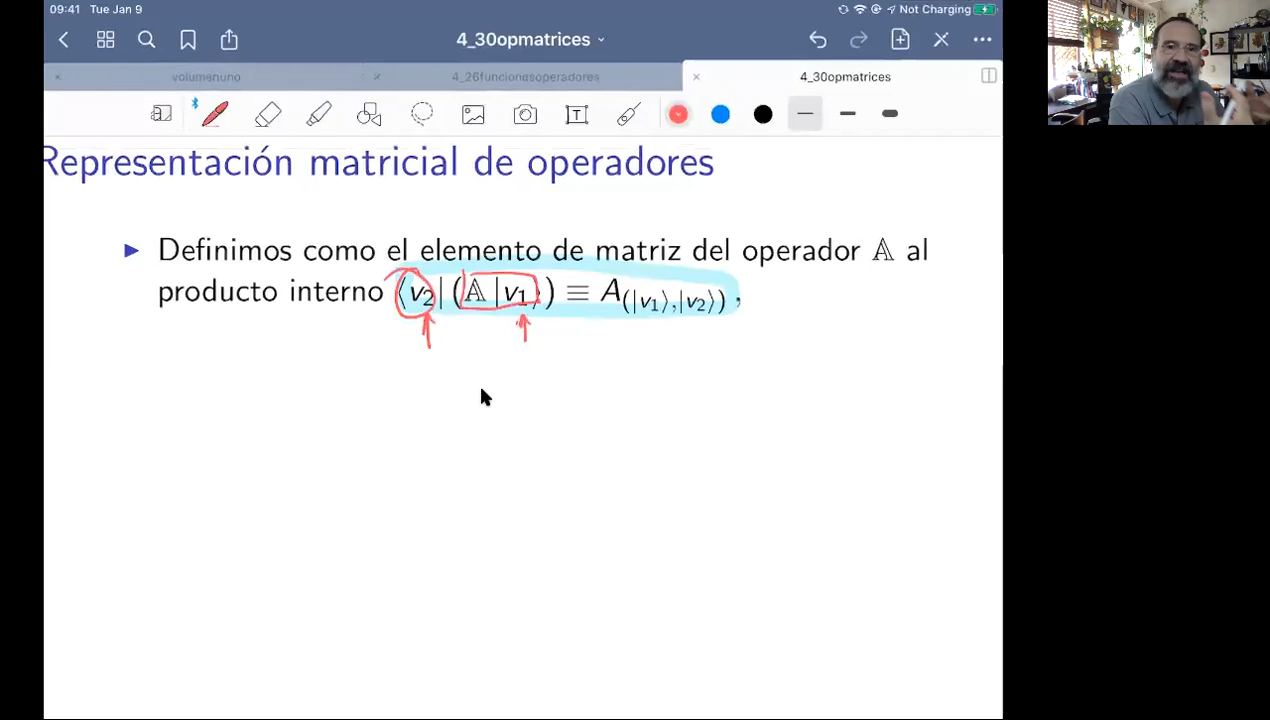 09:41 Tue Jan 9 Not Charging
4_30opmatrices
volumenuno 4_26funcionesoperadores 4_30opmatrices
Representación matricial de operadores
▶ Definimos como el elemento de matriz del operador 𝔸 al
producto interno ⟨v₂| (𝔸 |v₁⟩) ≡ A_(|v₁⟩,|v₂⟩) ,